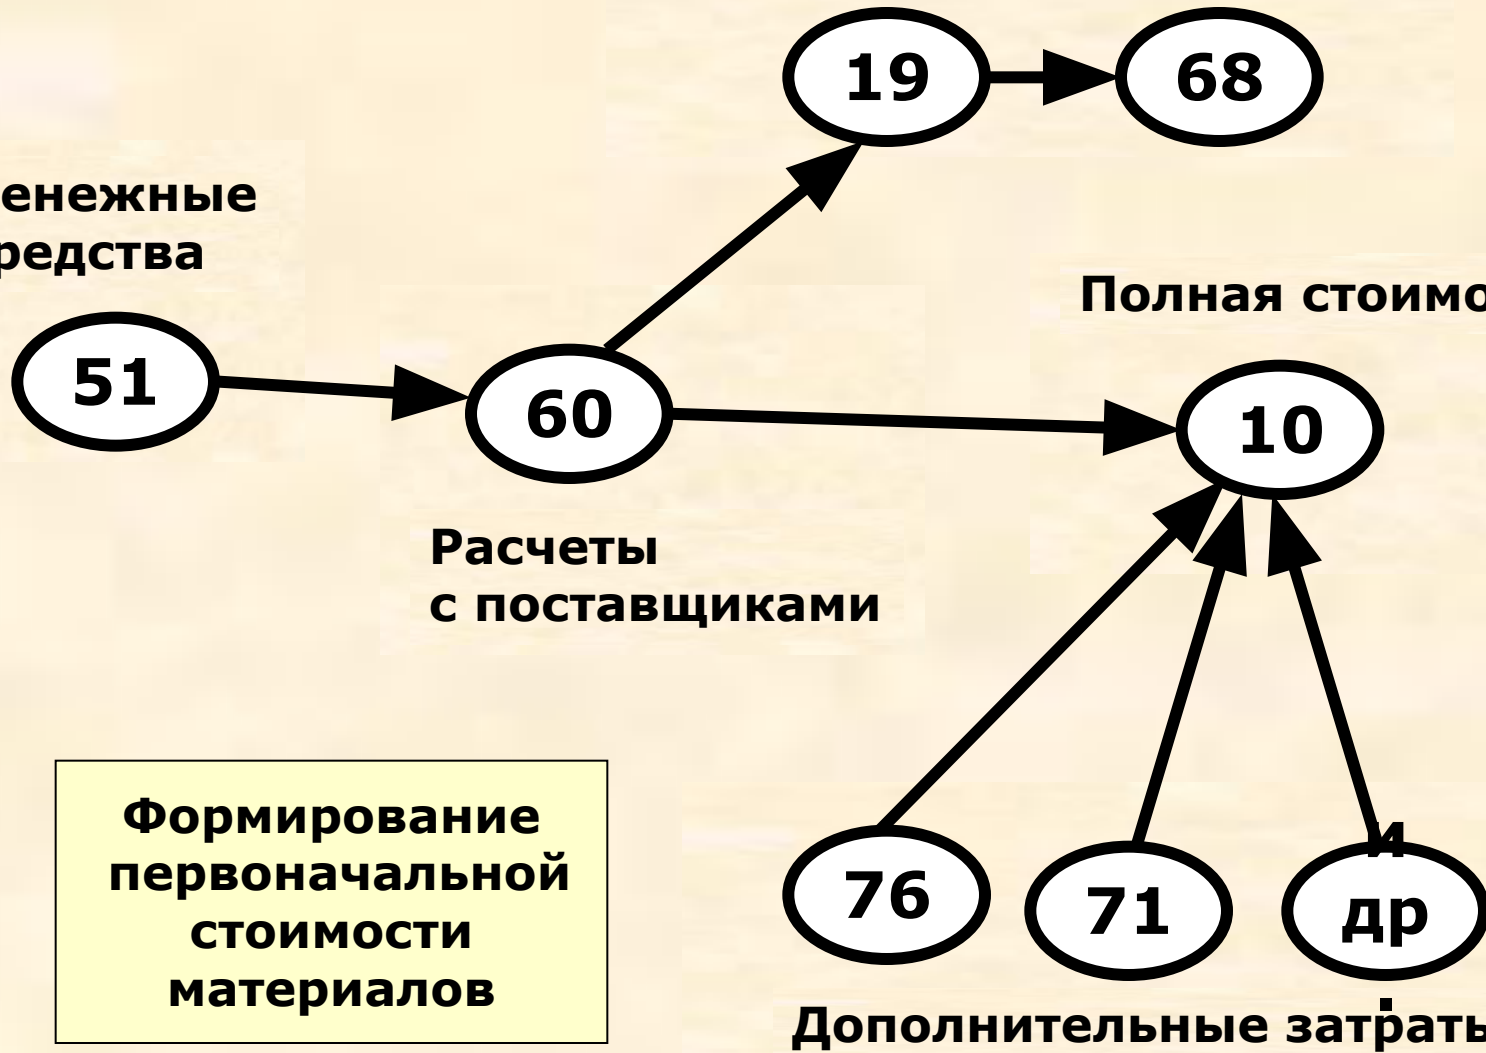 19
68
енежные
редства
Полная стоимо
51
60
10
Расчеты
с поставщиками
Формирование
первоначальной
стоимости
материалов
76
71
и
др
.
Дополнительные затраты